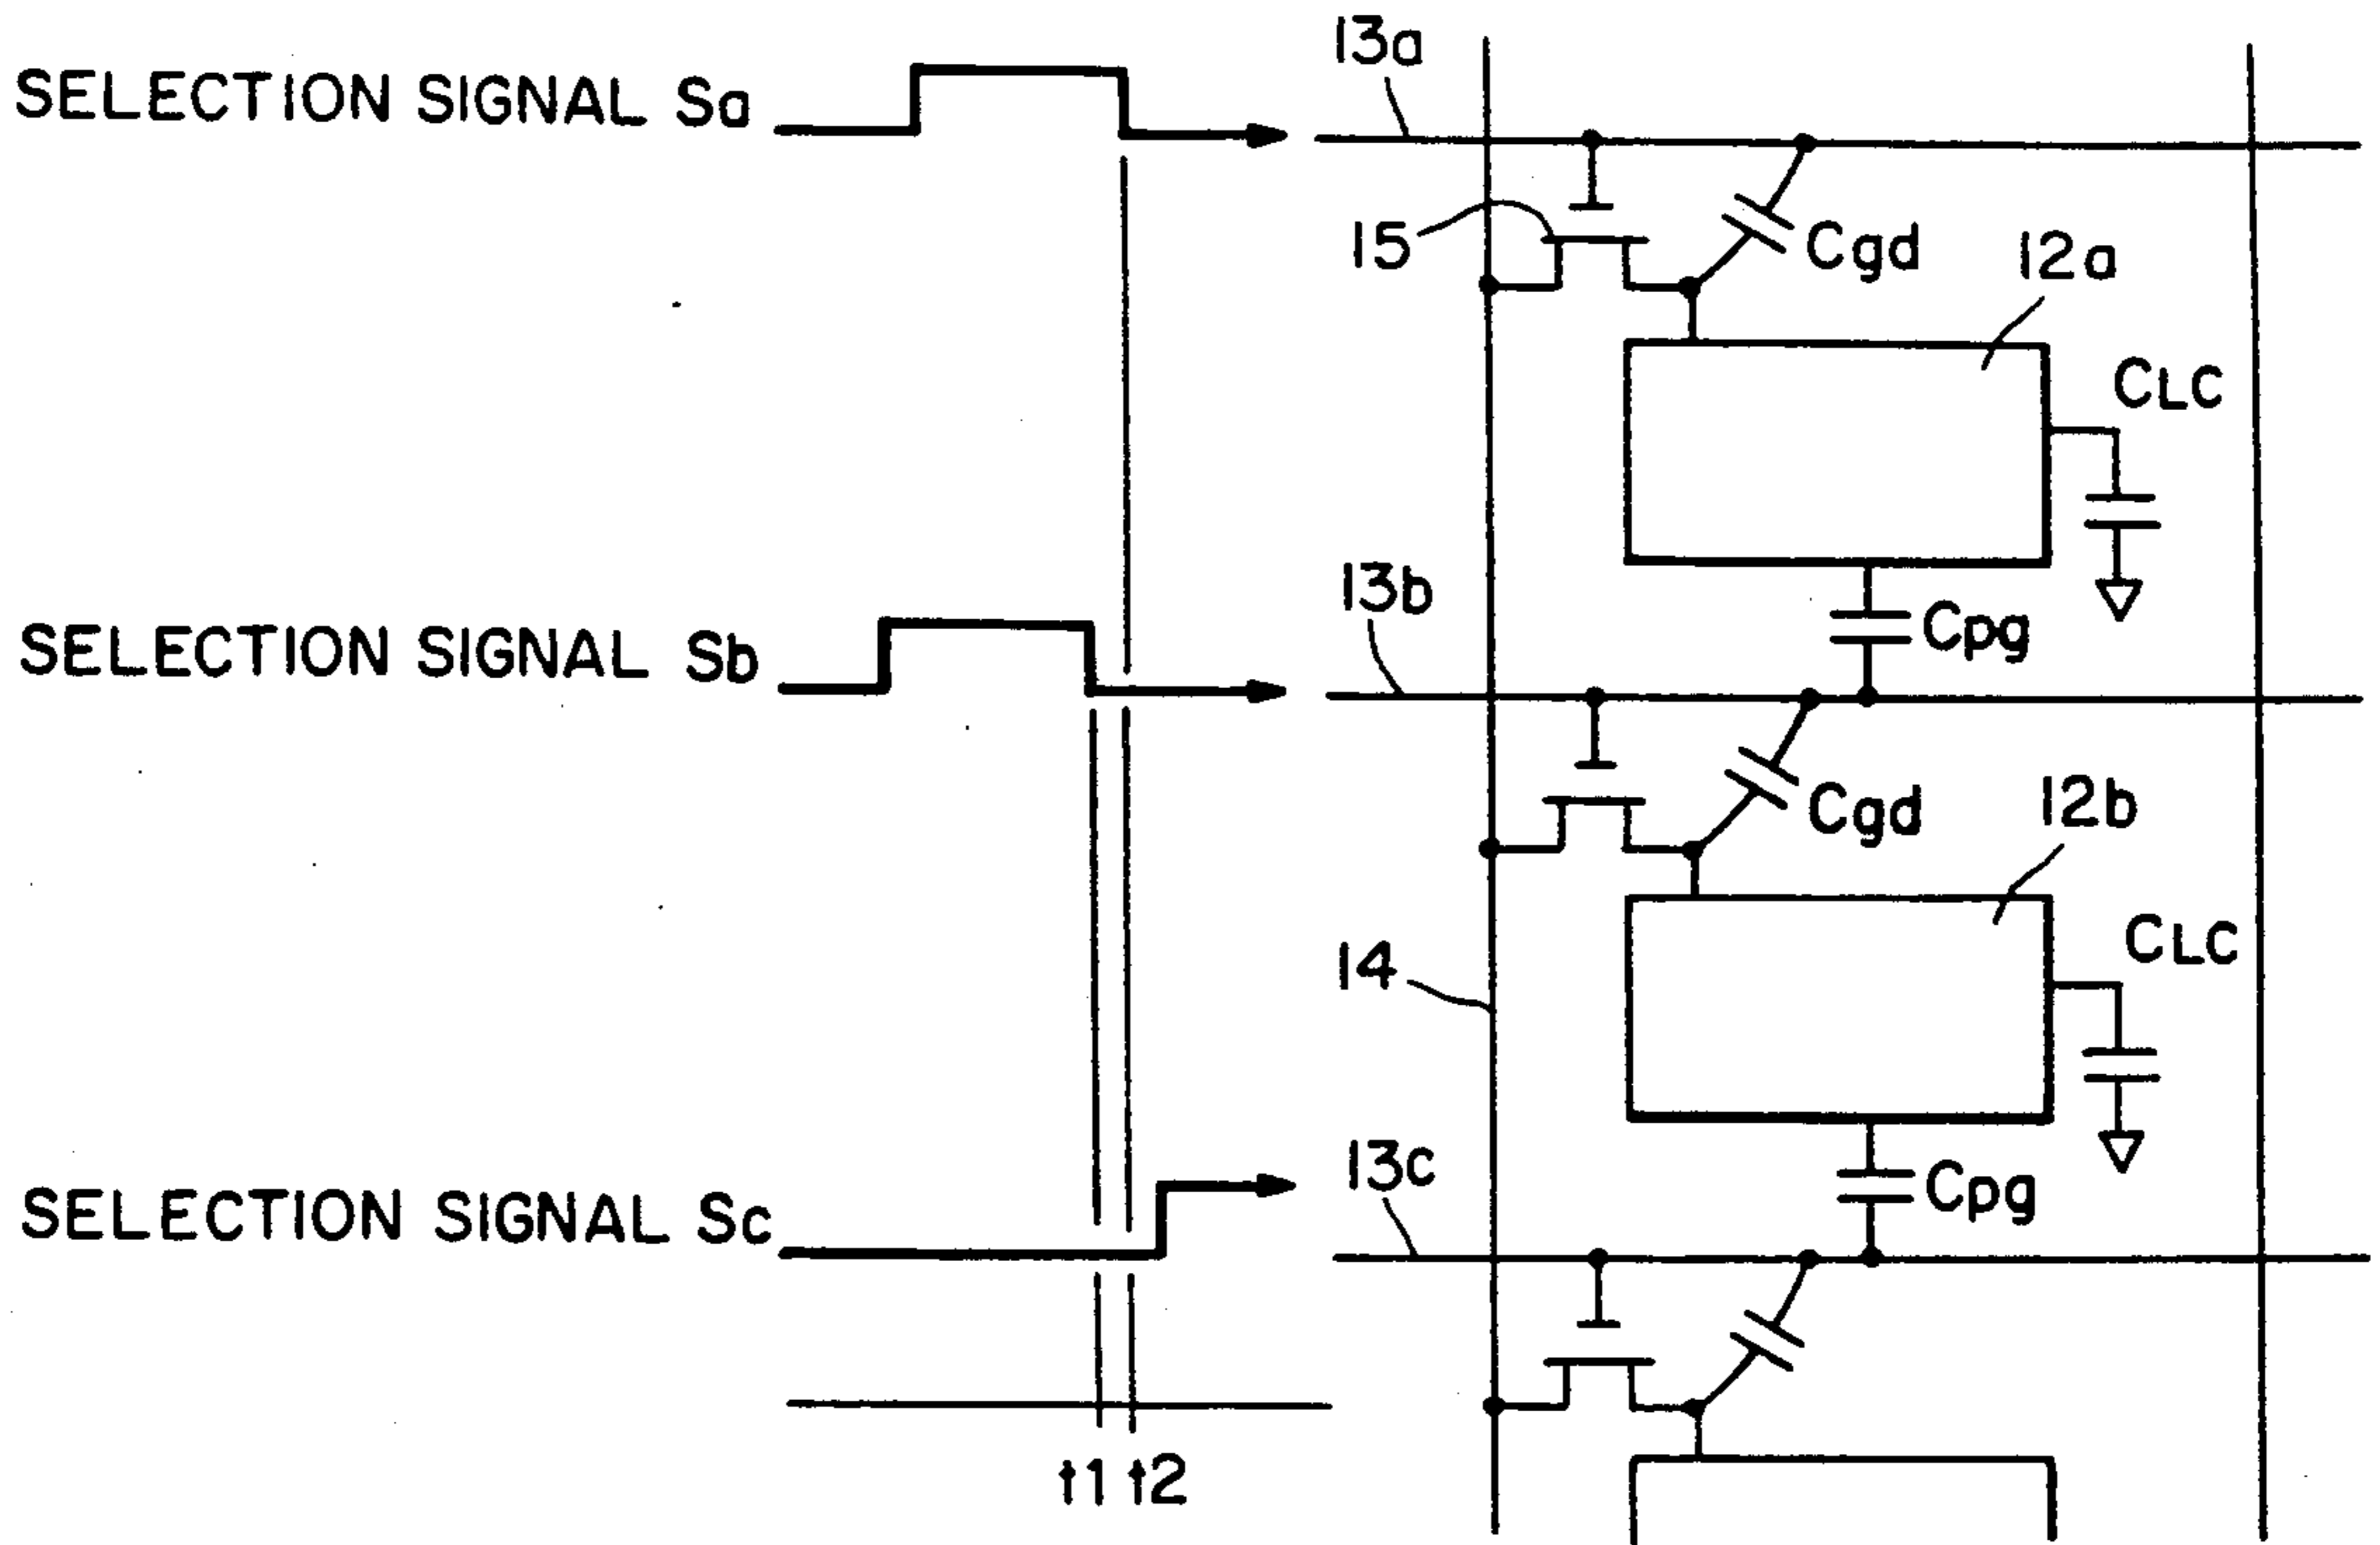 SELECTION SIGNAL Sa
13a
15
Cgd
12a
CLC
SELECTION SIGNAL Sb
13b
Cpg
Cgd
12b
14
CLC
SELECTION SIGNAL Sc
13c
Cpg
t1 t2